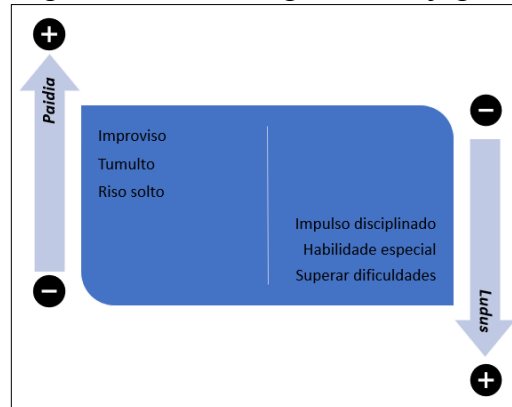 Paidia
Improviso
Tumulto
Riso solto
Impulso disciplinado
Habilidade especial
Superar dificuldades
Ludus